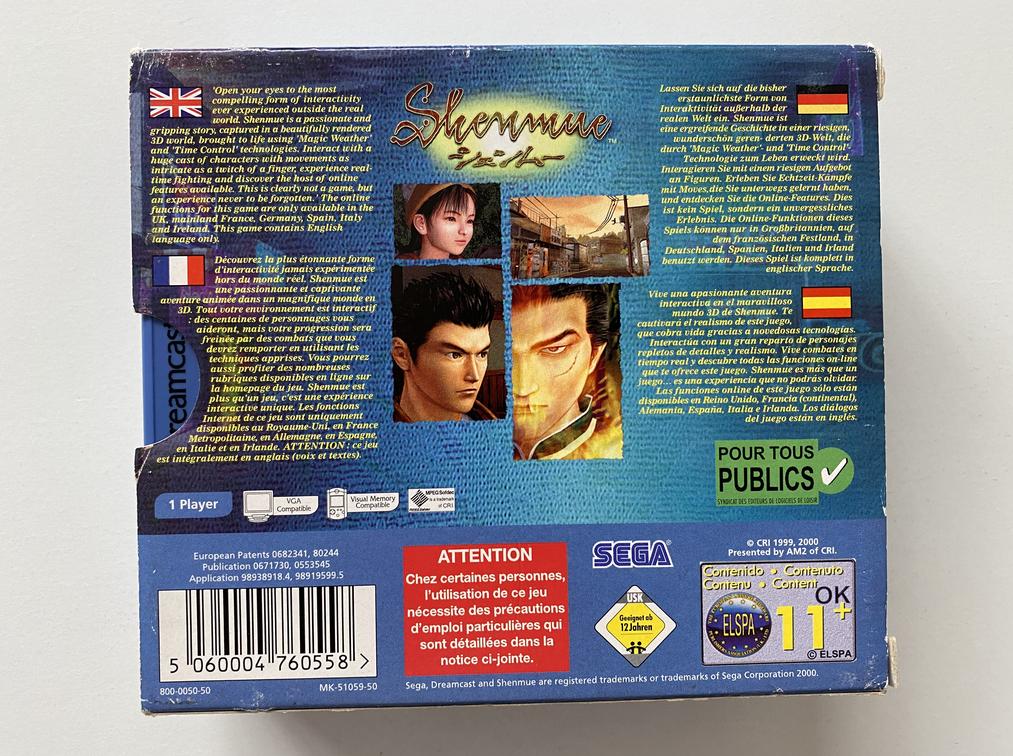 'Open your eyes to the most
compelling form of interactivity
ever experienced outside the real
world. Shenmue is a passionate and
gripping story, captured in a beautifully rendered
3D world, brought to life using 'Magic Weather'
and 'Time Control' technologies. Interact with a
huge cast of characters with movements as
intricate as a twitch of a finger, experience real-
time fighting and discover the host of online
features available. This is clearly not a game, but
an experience never to be forgotten.' The online
functions for this game are only available in the
UK, mainland France, Germany, Spain, Italy
and Ireland. This game contains English
language only.
Découvrez la plus étonnante forme
d'interactivité jamais expérimentée
hors du monde réel. Shenmue est
une passionnante et captivante
aventure animée dans un magnifique monde en
3D. Tout votre environnement est interactif
: des centaines de personnages vous
aideront, mais votre progression sera
freinée par des combats que vous
devrez remporter en utilisant les
techniques apprises. Vous pourrez
aussi profiter des nombreuses
rubriques disponibles en ligne sur
la homepage du jeu. Shenmue est
plus qu'un jeu, c'est une expérience
interactive unique. Les fonctions
Internet de ce jeu sont uniquement
disponibles au Royaume-Uni, en France
Metropolitaine, en Allemagne, en Espagne,
en Italie et en Irlande. ATTENTION : ce jeu
est intégralement en anglais (voix et textes).
reamcas
Shenmue
シェンムー
TM
Lassen Sie sich auf die bisher
erstaunlichste Form von
Interaktivität außerhalb der
realen Welt ein. Shenmue ist
eine ergreifende Geschichte in einer riesigen,
wunderschön geren- derten 3D-Welt, die
durch 'Magic Weather'- und 'Time Control'-
Technologie zum Leben erweckt wird.
Interagieren Sie mit einem riesigen Aufgebot
an Figuren. Erleben Sie Echtzeit-Kämpfe
mit Moves,die Sie unterwegs gelernt haben,
und entdecken Sie die Online-Features. Dies
ist kein Spiel, sondern ein unvergessliches
Erlebnis. Die Online-Funktionen dieses
Spiels können nur in Großbritannien, auf
dem französischen Festland, in
Deutschland, Spanien, Italien und Irland
benutzt werden. Dieses Spiel ist komplett in
englischer Sprache.
Vive una apasionante aventura
interactiva en el maravilloso
mundo 3D de Shenmue. Te
cautivará el realismo de este juego,
que cobra vida gracias a novedosas tecnologías.
Interactúa con un gran reparto de personajes
repletos de detalles y realismo. Vive combates en
tiempo real y descubre todas las funciones on-line
que te ofrece este juego. Shenmue es más que un
juego... es una experiencia que no podrás olvidar.
Las funciones online de este juego sólo están
disponibles en Reino Unido, Francia (continental),
Alemania, España, Italia e Irlanda. Los diálogos
del juego están en inglés.
POUR TOUS
PUBLICS
SYNDICAT DES EDITEURS DE LOGICIELS DE LOISIR
1 Player
VGA
Compatible
Visual Memory
Compatible
MPEG Sofdec
is a trademark
of CRI.
European Patents 0682341, 80244
Publication 0671730, 0553545
Application 98938918.4, 98919599.5
5 060004 760558 >
800-0050-50
MK-51059-50
ATTENTION
Chez certaines personnes,
l'utilisation de ce jeu
nécessite des précautions
d'emploi particulières qui
sont détaillées dans la
notice ci-jointe.
SEGA®
USK
Geeignet ab
12 Jahren
© CRI 1999, 2000
Presented by AM2 of CRI.
Contenido • Contenuto
Contenu • Content
OK
ELSPA
11+
© ELSPA
Sega, Dreamcast and Shenmue are registered trademarks or trademarks of Sega Corporation 2000.